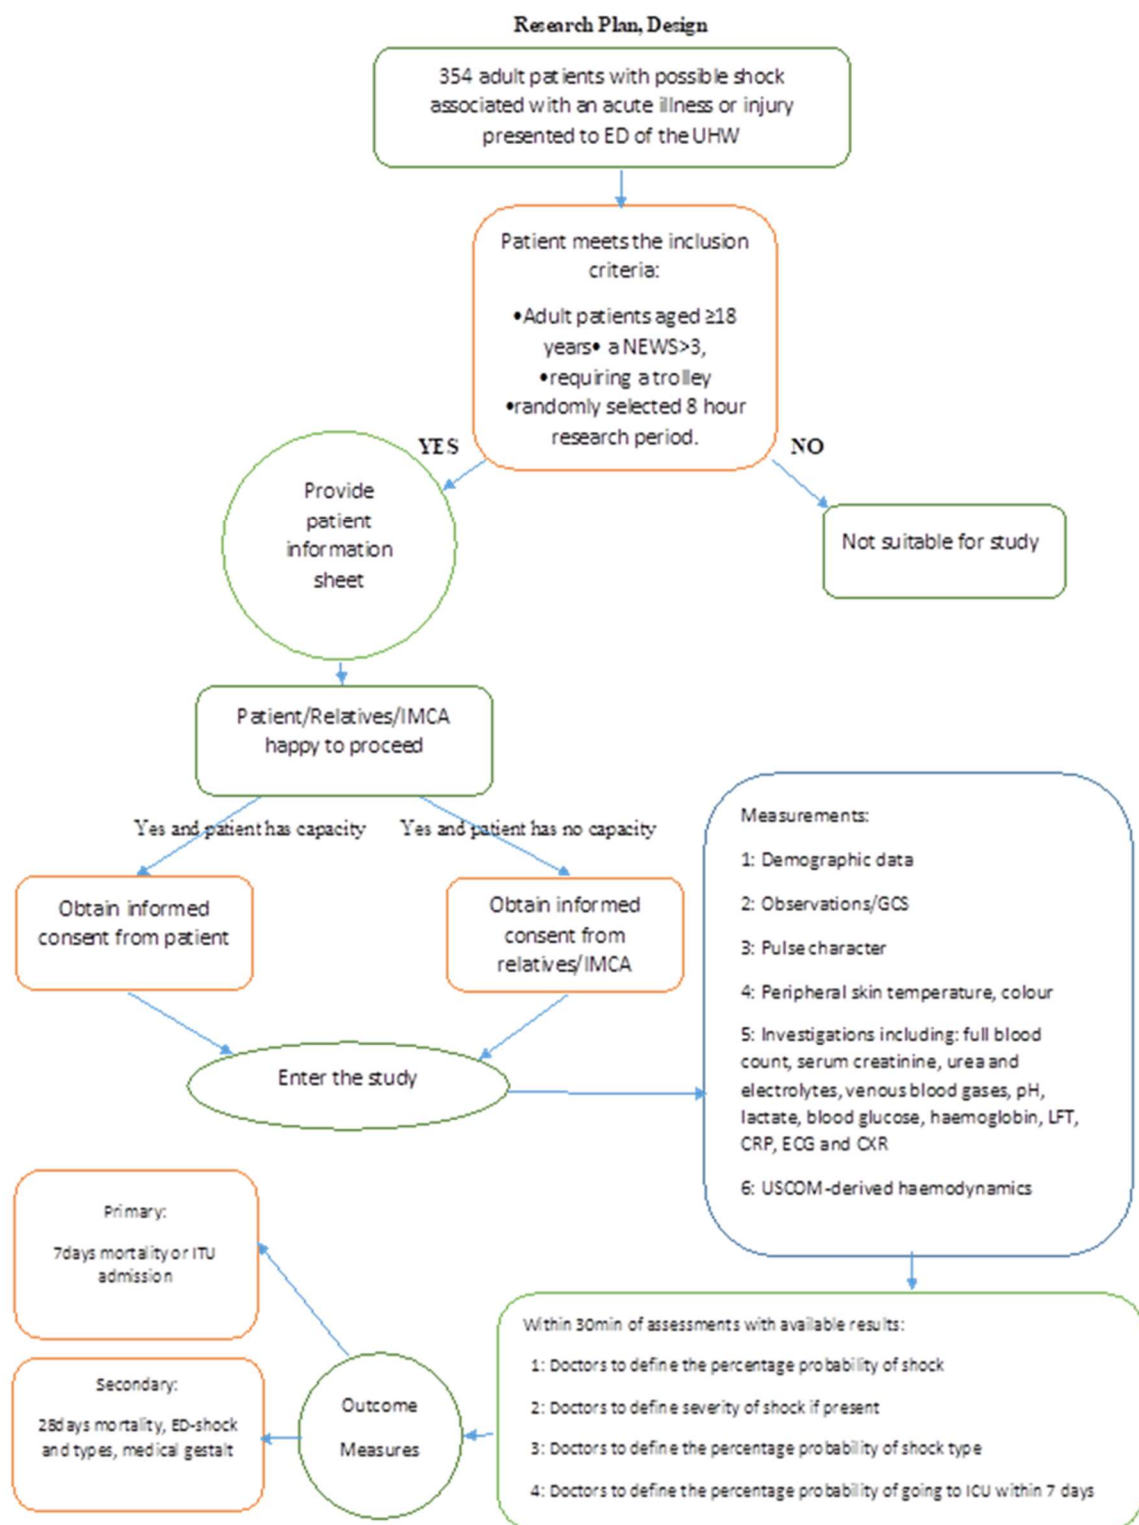 Research Plan, Design
354 adult patients with possible shock
associated with an acute illness or injury
presented to ED of the UHW
Patient meets the inclusion
criteria:
•Adult patients aged ≥18
years• a NEWS>3,
•requiring a trolley
•randomly selected 8 hour
research period.
YES
NO
Provide
patient
information
sheet
Not suitable for study
Patient/Relatives/IMCA
happy to proceed
Yes and patient has capacity
Yes and patient has no capacity
Obtain informed
consent from patient
Obtain informed
consent from
relatives/IMCA
Enter the study
Measurements:
1: Demographic data
2: Observations/GCS
3: Pulse character
4: Peripheral skin temperature, colour
5: Investigations including: full blood
count, serum creatinine, urea and
electrolytes, venous blood gases, pH,
lactate, blood glucose, haemoglobin, LFT,
CRP, ECG and CXR
6: USCOM-derived haemodynamics
Within 30min of assessments with available results:
1: Doctors to define the percentage probability of shock
2: Doctors to define severity of shock if present
3: Doctors to define the percentage probability of shock type
4: Doctors to define the percentage probability of going to ICU within 7 days
Outcome
Measures
Primary:
7days mortality or ITU
admission
Secondary:
28days mortality, ED-shock
and types, medical gestalt